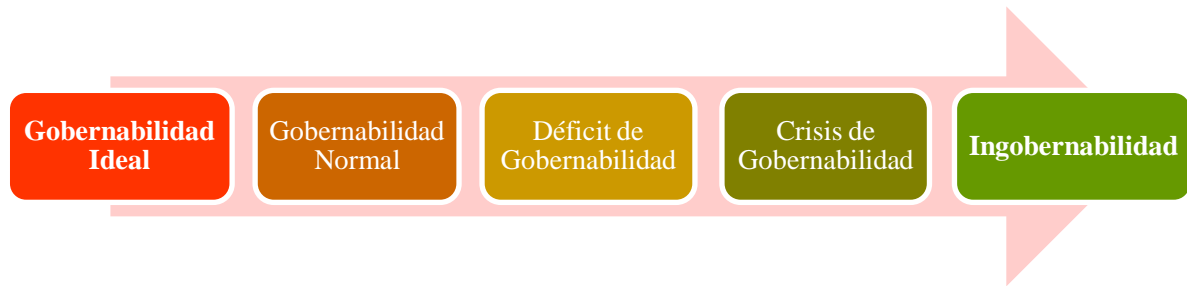 Gobernabilidad
Ideal
Gobernabilidad
Normal
Déficit de
Gobernabilidad
Crisis de
Gobernabilidad
Ingobernabilidad